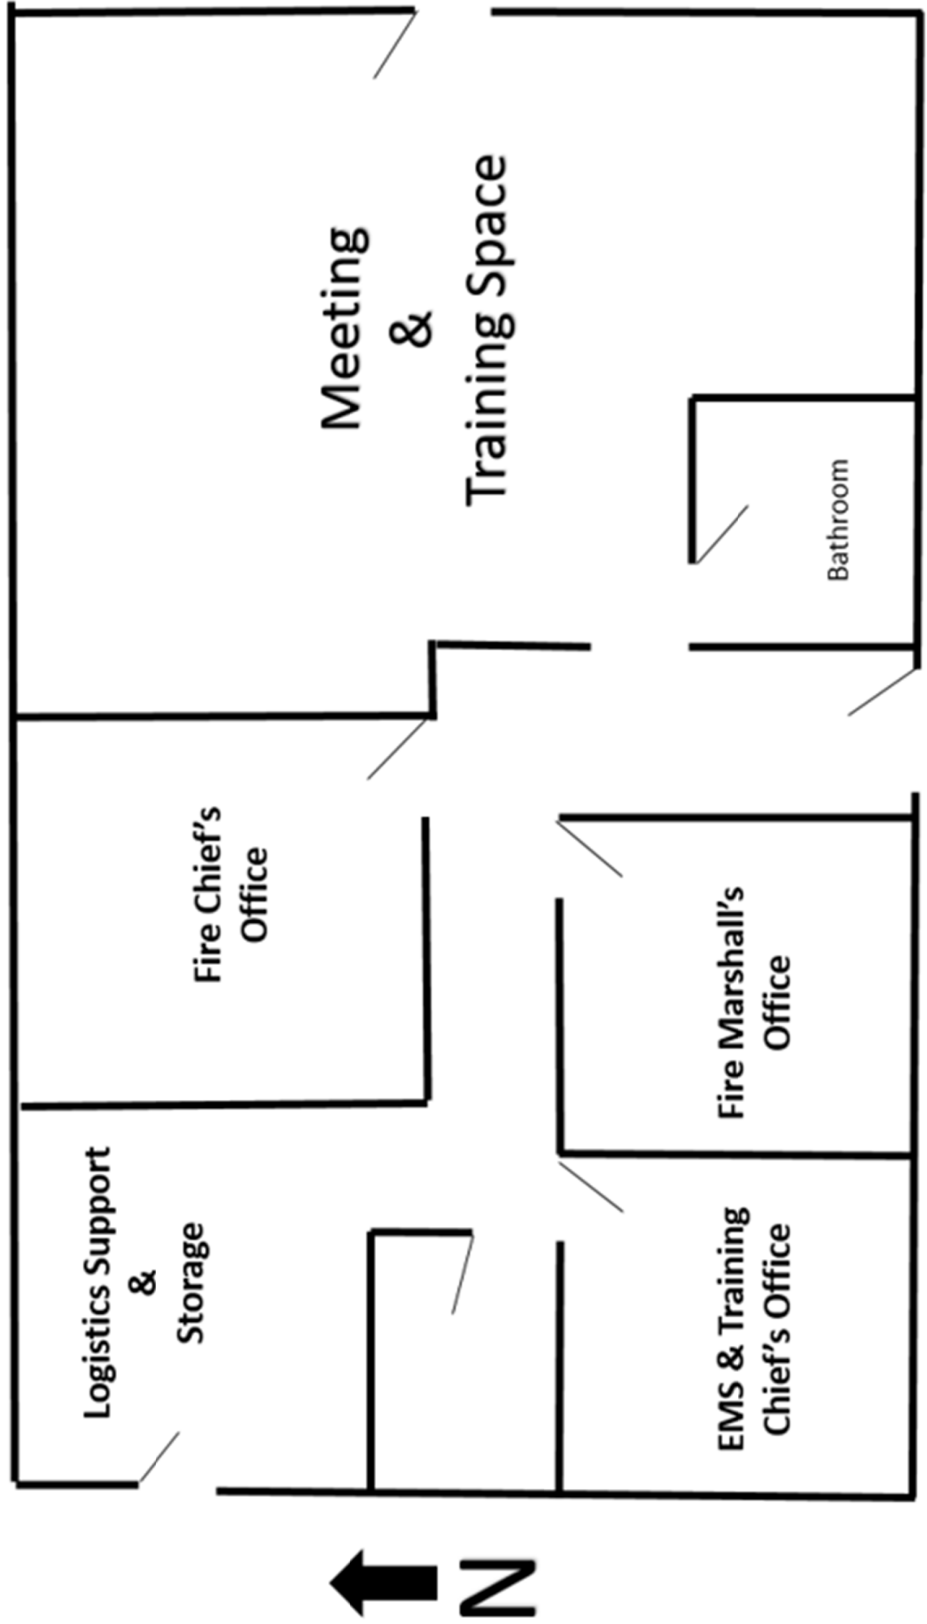 Meeting
&
Training Space
Bathroom
Fire Chief's
Office
Fire Marshall's
Office
Logistics Support
&
Storage
EMS & Training
Chief's Office
N